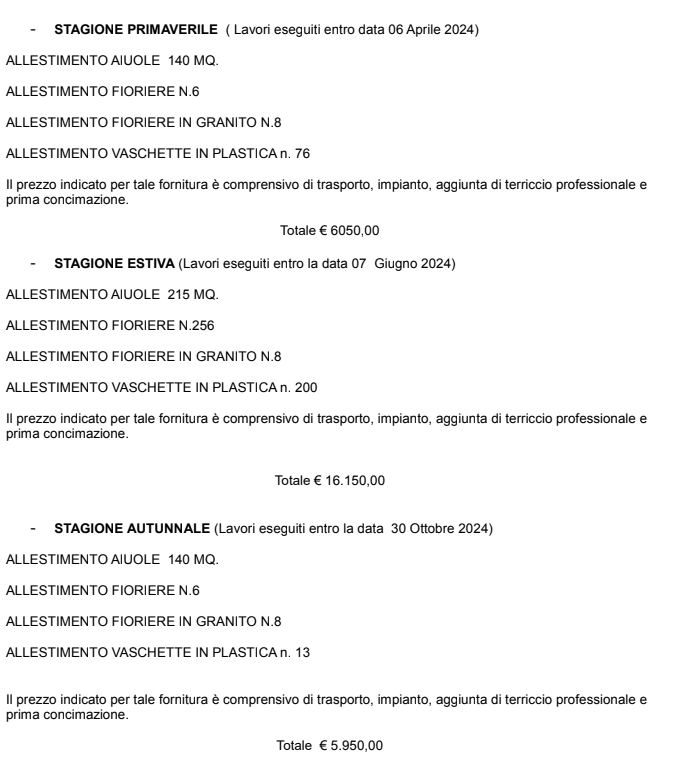 - STAGIONE PRIMAVERILE ( Lavori eseguiti entro data 06 Aprile 2024)
ALLESTIMENTO AIUOLE 140 MQ.
ALLESTIMENTO FIORIERE N.6
ALLESTIMENTO FIORIERE IN GRANITO N.8
ALLESTIMENTO VASCHETTE IN PLASTICA n. 76
Il prezzo indicato per tale fornitura è comprensivo di trasporto, impianto, aggiunta di terriccio professionale e
prima concimazione.
Totale € 6050,00
- STAGIONE ESTIVA (Lavori eseguiti entro la data 07 Giugno 2024)
ALLESTIMENTO AIUOLE 215 MQ.
ALLESTIMENTO FIORIERE N.256
ALLESTIMENTO FIORIERE IN GRANITO N.8
ALLESTIMENTO VASCHETTE IN PLASTICA n. 200
Il prezzo indicato per tale fornitura è comprensivo di trasporto, impianto, aggiunta di terriccio professionale e
prima concimazione.
Totale € 16.150,00
- STAGIONE AUTUNNALE (Lavori eseguiti entro la data 30 Ottobre 2024)
ALLESTIMENTO AIUOLE 140 MQ.
ALLESTIMENTO FIORIERE N.6
ALLESTIMENTO FIORIERE IN GRANITO N.8
ALLESTIMENTO VASCHETTE IN PLASTICA n. 13
Il prezzo indicato per tale fornitura è comprensivo di trasporto, impianto, aggiunta di terriccio professionale e
prima concimazione.
Totale € 5.950,00